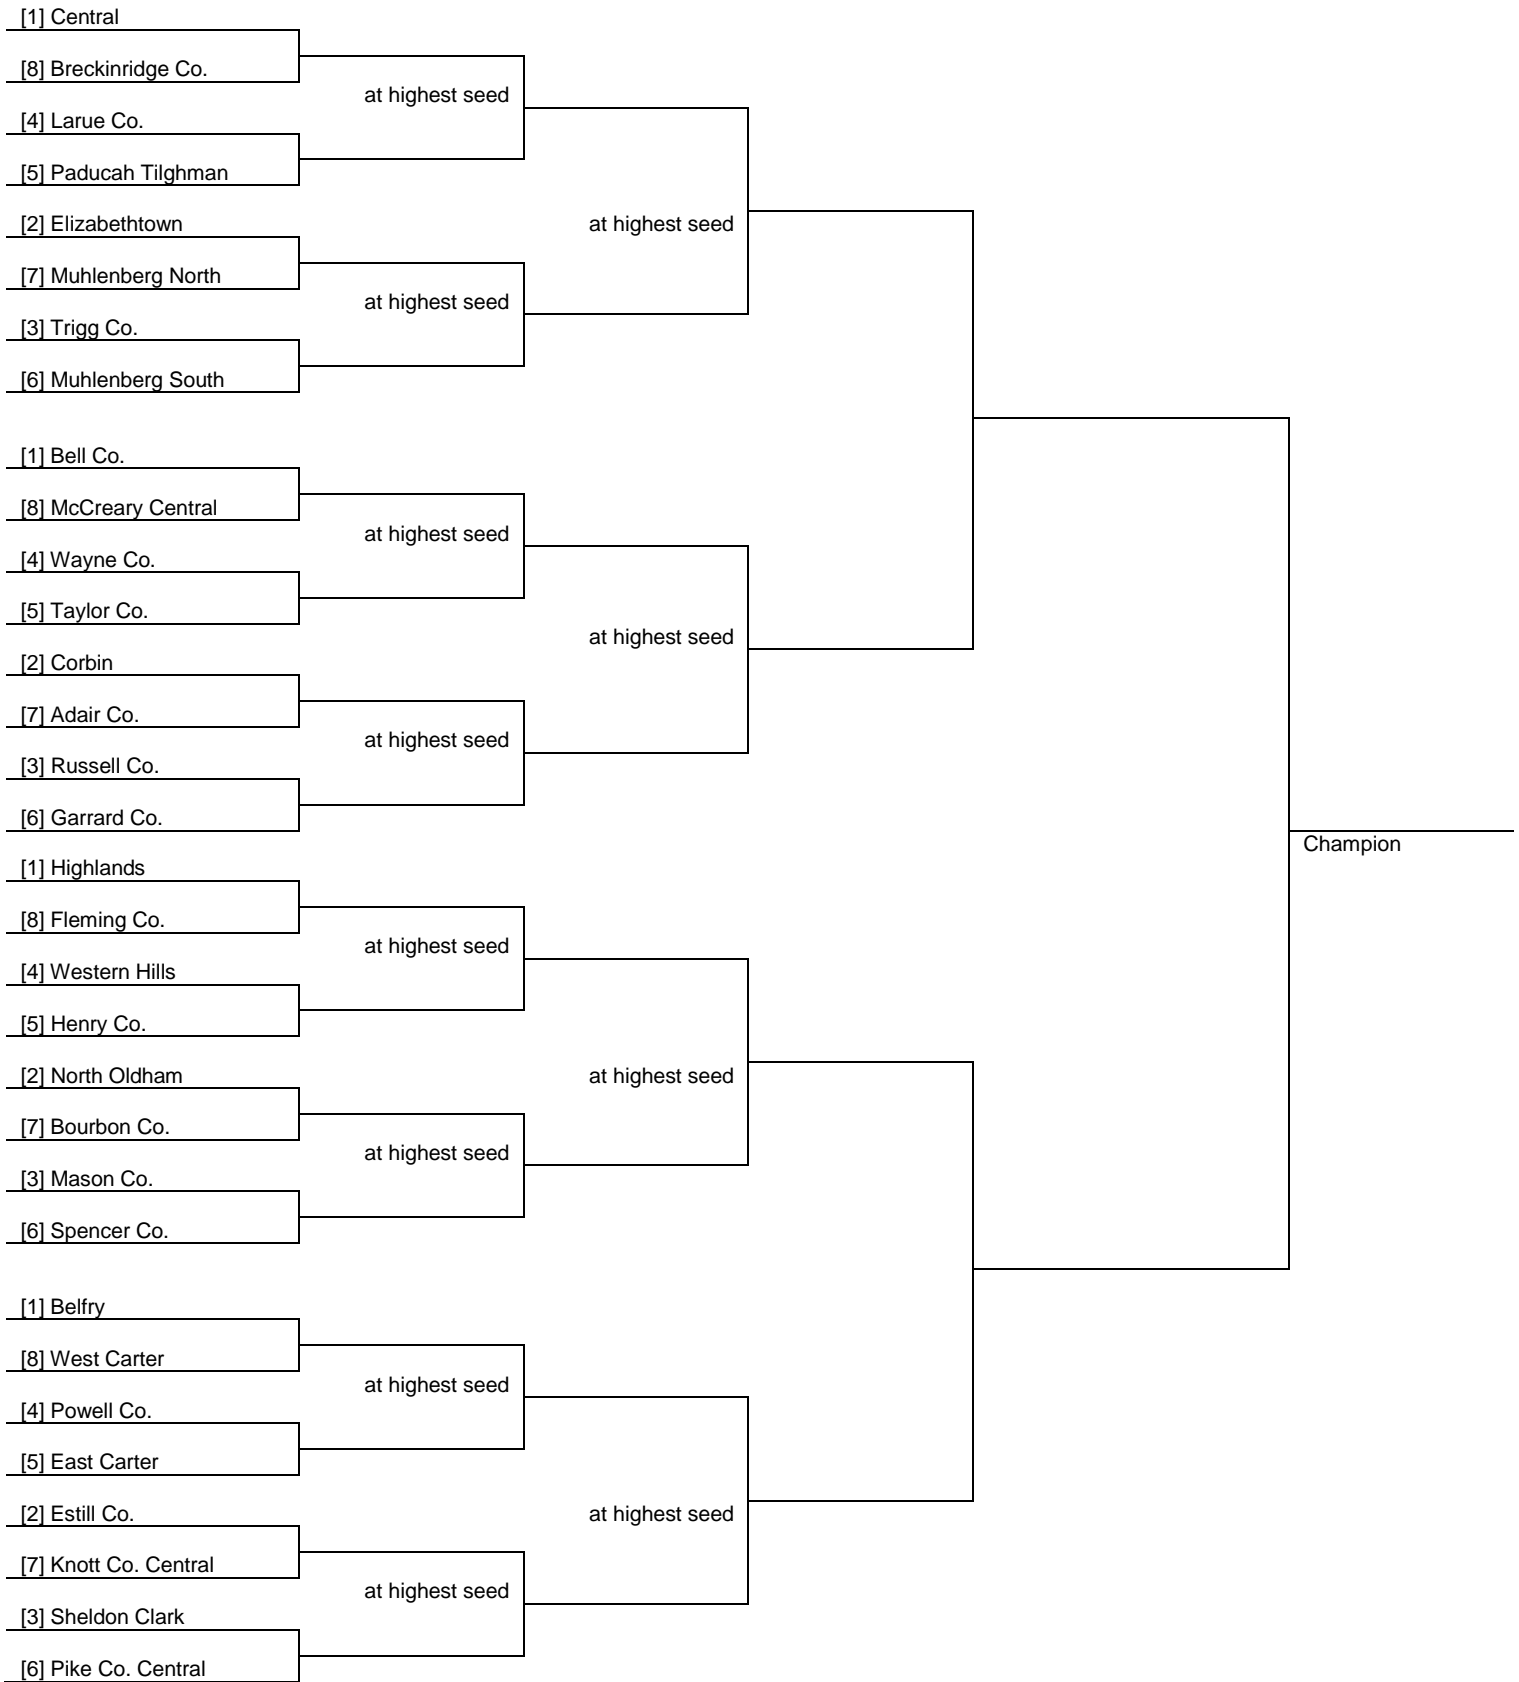 [1] Central
[8] Breckinridge Co.
at highest seed
[4] Larue Co.
[5] Paducah Tilghman
[2] Elizabethtown
at highest seed
[7] Muhlenberg North
at highest seed
[3] Trigg Co.
[6] Muhlenberg South
[1] Bell Co.
[8] McCreary Central
at highest seed
[4] Wayne Co.
[5] Taylor Co.
at highest seed
[2] Corbin
[7] Adair Co.
at highest seed
[3] Russell Co.
[6] Garrard Co.
Champion
[1] Highlands
[8] Fleming Co.
at highest seed
[4] Western Hills
[5] Henry Co.
[2] North Oldham
at highest seed
[7] Bourbon Co.
at highest seed
[3] Mason Co.
[6] Spencer Co.
[1] Belfry
[8] West Carter
at highest seed
[4] Powell Co.
[5] East Carter
[2] Estill Co.
at highest seed
[7] Knott Co. Central
at highest seed
[3] Sheldon Clark
[6] Pike Co. Central